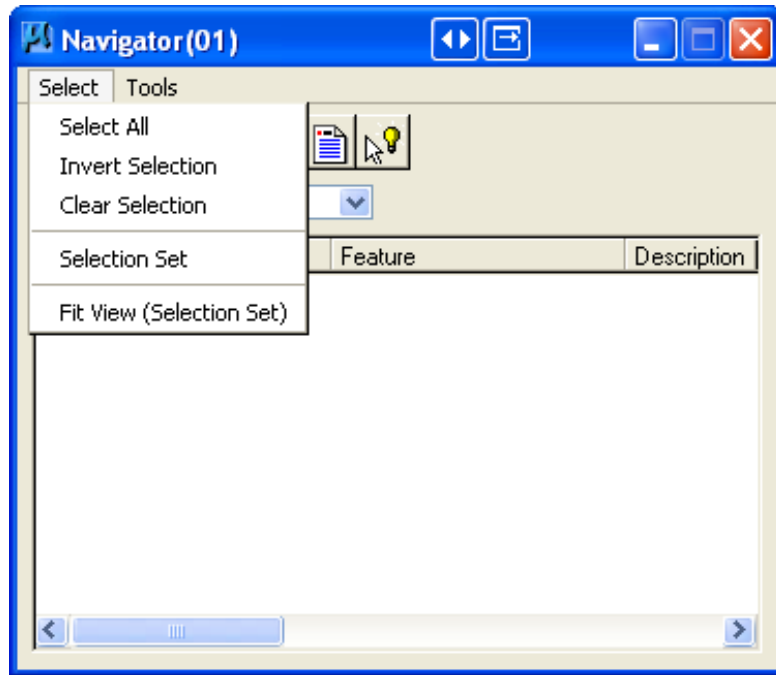 Navigator(01)
Select Tools
Select All
Invert Selection
Clear Selection
Selection Set
Feature Description
Fit View (Selection Set)